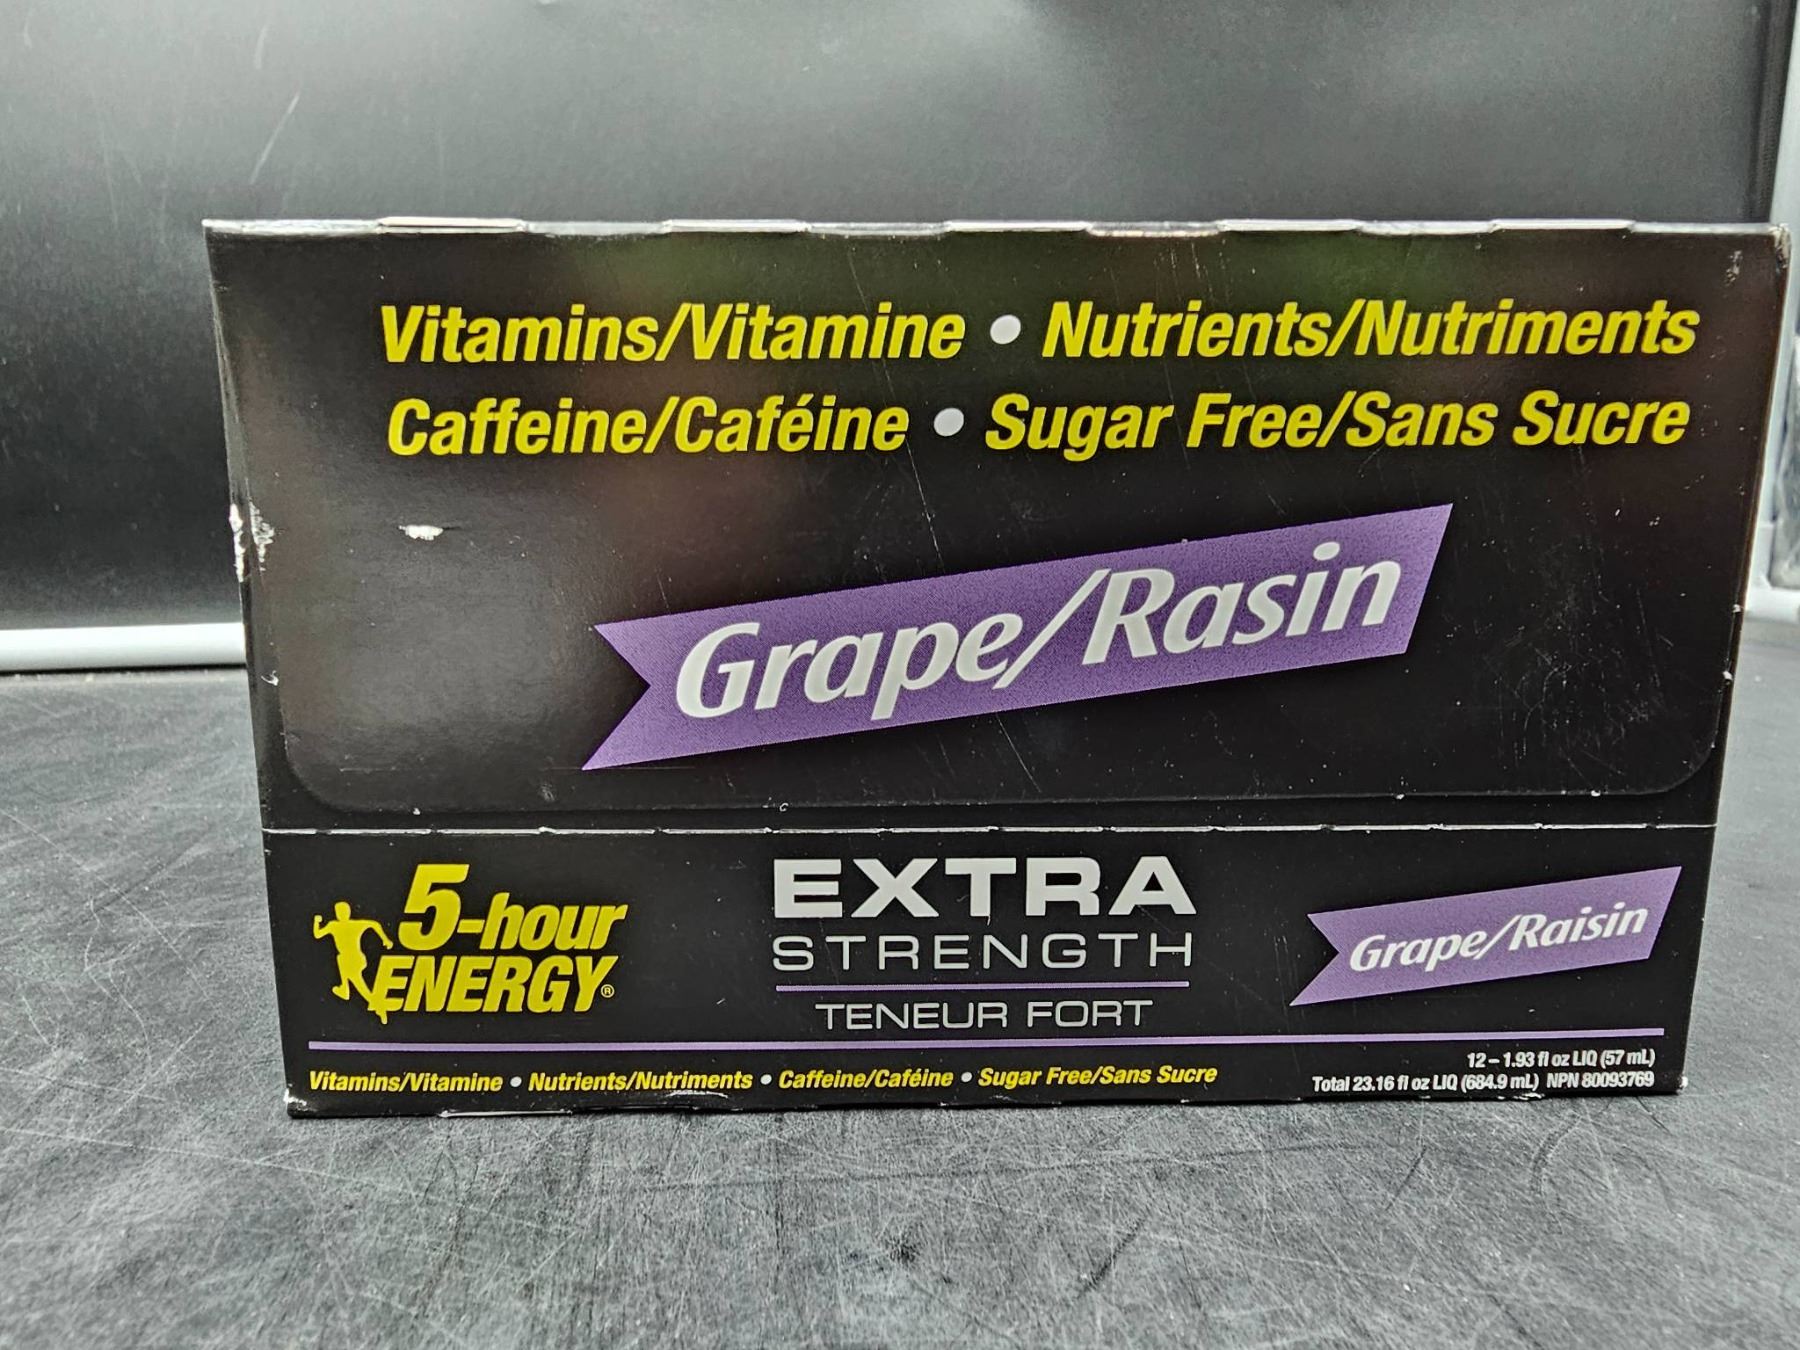 Vitamins/Vitamine • Nutrients/Nutriments
Caffeine/Caféine • Sugar Free/Sans Sucre
Grape/Rasin
5-hour
ENERGY®
EXTRA
STRENGTH
TENEUR FORT
Grape/Raisin
Vitamins/Vitamine • Nutrients/Nutriments • Caffeine/Caféine • Sugar Free/Sans Sucre
12 – 1.93 fl oz LIQ (57 mL)
Total 23.16 fl oz LIQ (684.9 mL) NPN 80093769